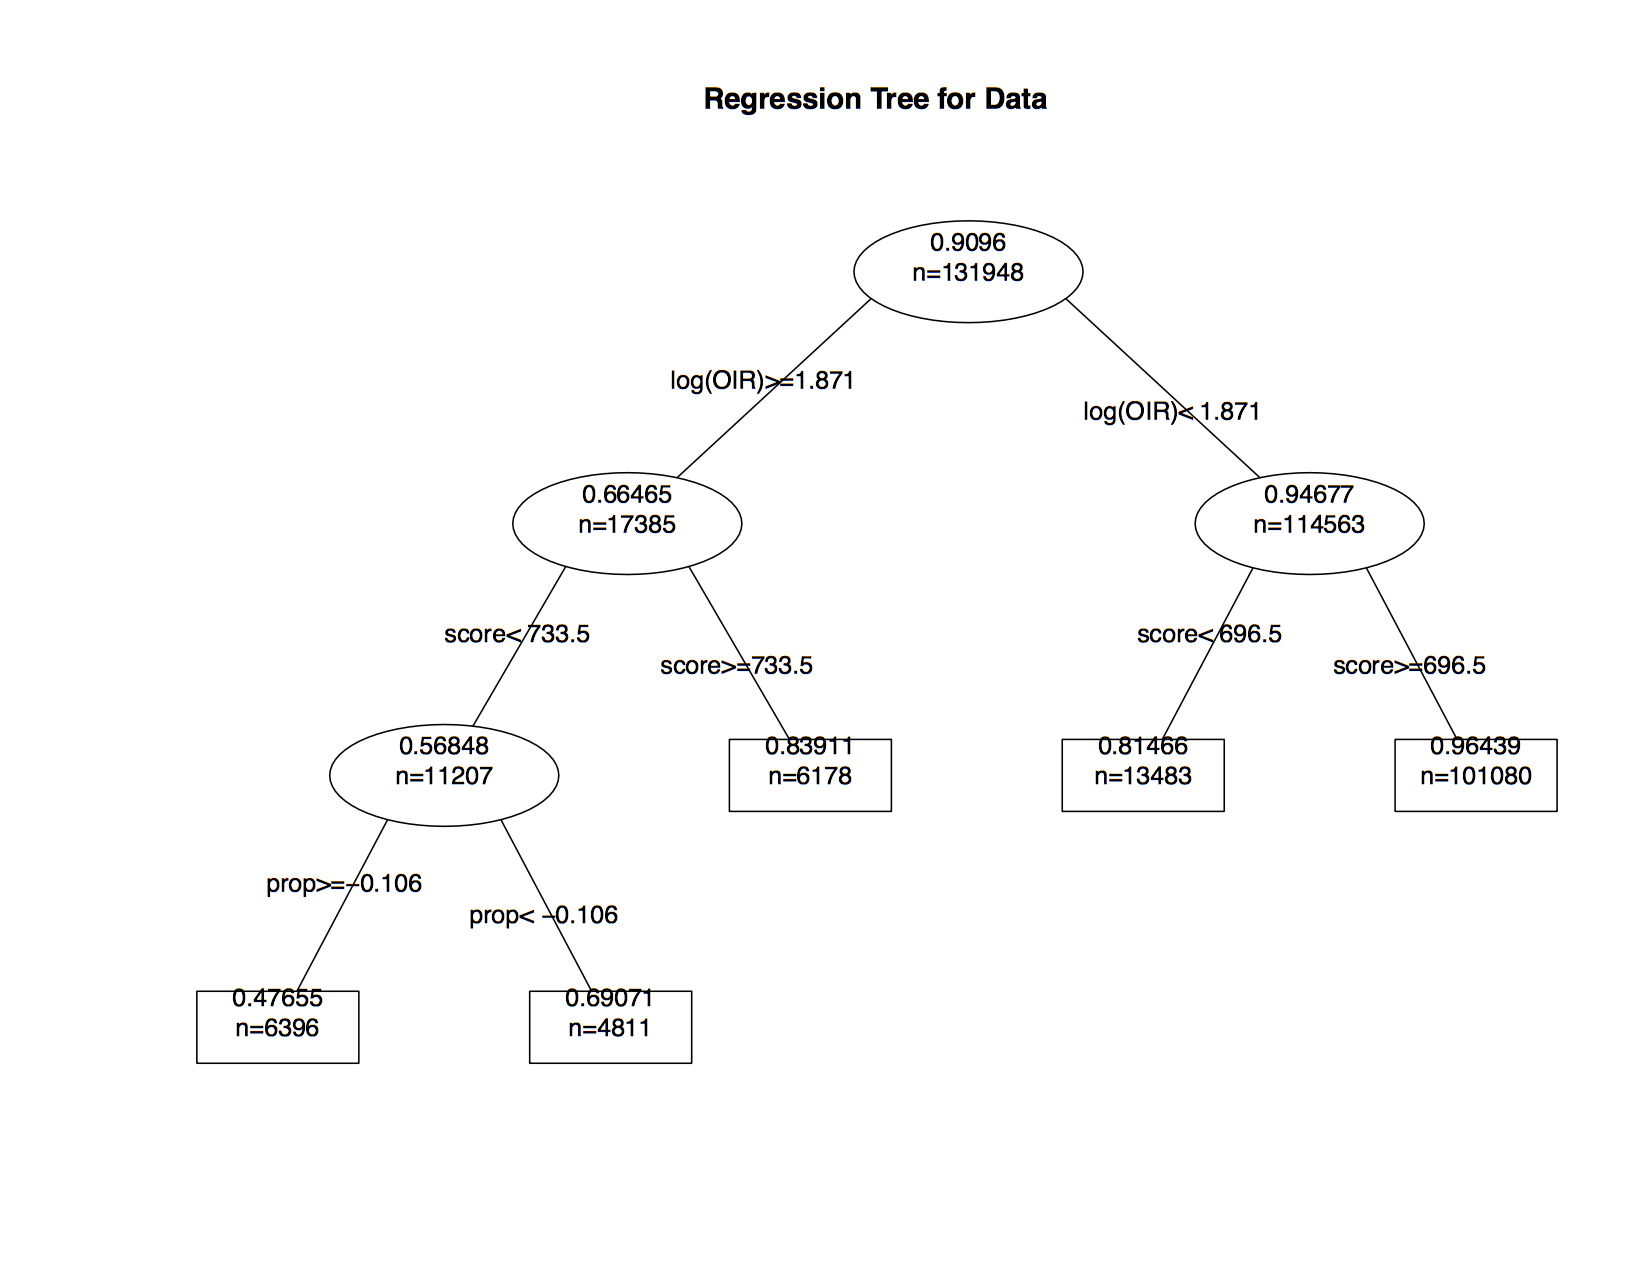 Regression Tree for Data
0.9096
n=131948
log(OIR)>=1.871
log(OIR)< 1.871
0.66465
n=17385
0.94677
n=114563
score< 733.5
score>=733.5
score< 696.5
score>=696.5
0.56848
n=11207
0.83911
n=6178
0.81466
n=13483
0.96439
n=101080
prop>=−0.106
prop< −0.106
0.47655
n=6396
0.69071
n=4811